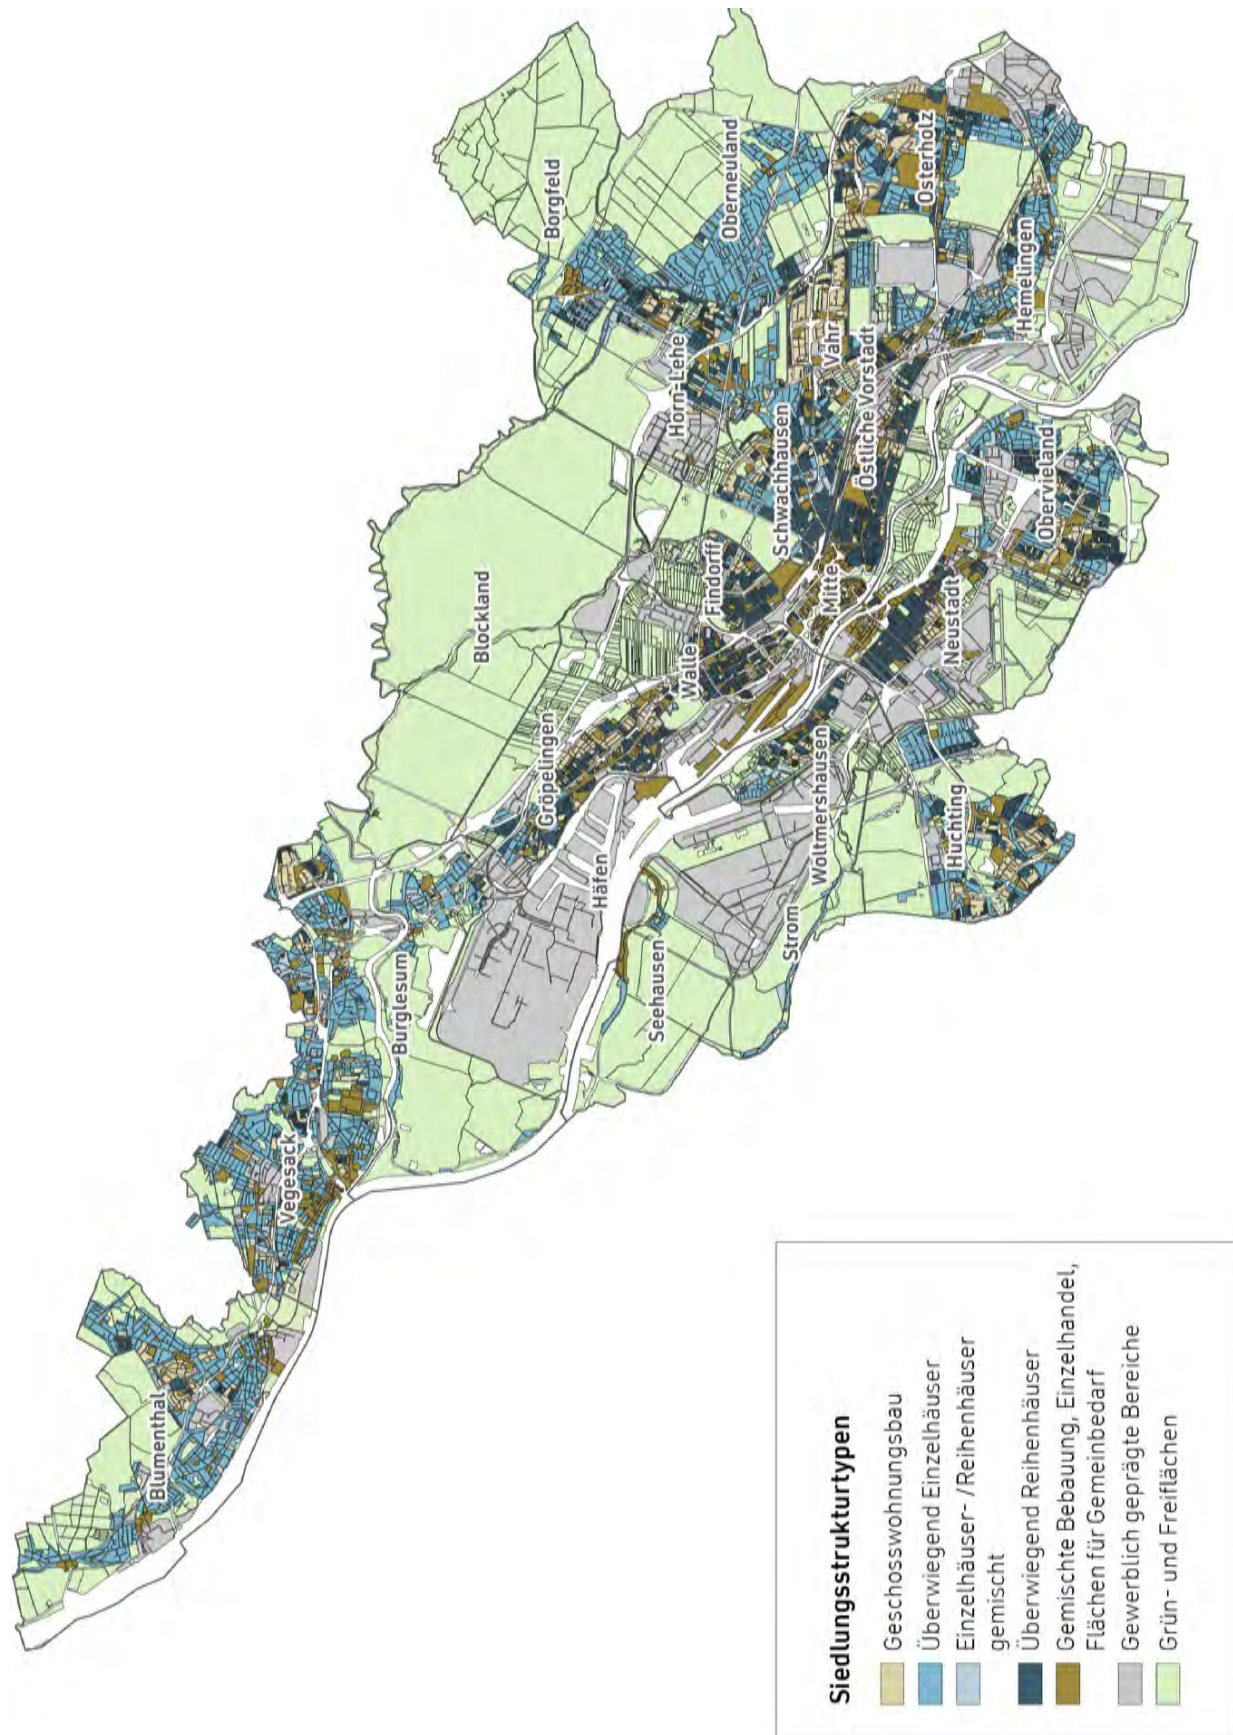 Blumenthal
Vegesack
Burglesum
Blockland
Borgfeld
Oberneuland
Horn-Lehe
Gröpelingen
Walle
Findorff
Schwachhausen
Vahr
Osterholz
Häfen
Mitte
Östliche Vorstadt
Hemelingen
Seehausen
Strom
Woltmershausen
Neustadt
Obervieland
Huchting
Siedlungsstrukturtypen
Geschosswohnungsbau
Überwiegend Einzelhäuser
Einzelhäuser- /Reihenhäuser
gemischt
Überwiegend Reihenhäuser
Gemischte Bebauung, Einzelhandel,
Flächen für Gemeinbedarf
Gewerblich geprägte Bereiche
Grün- und Freiflächen